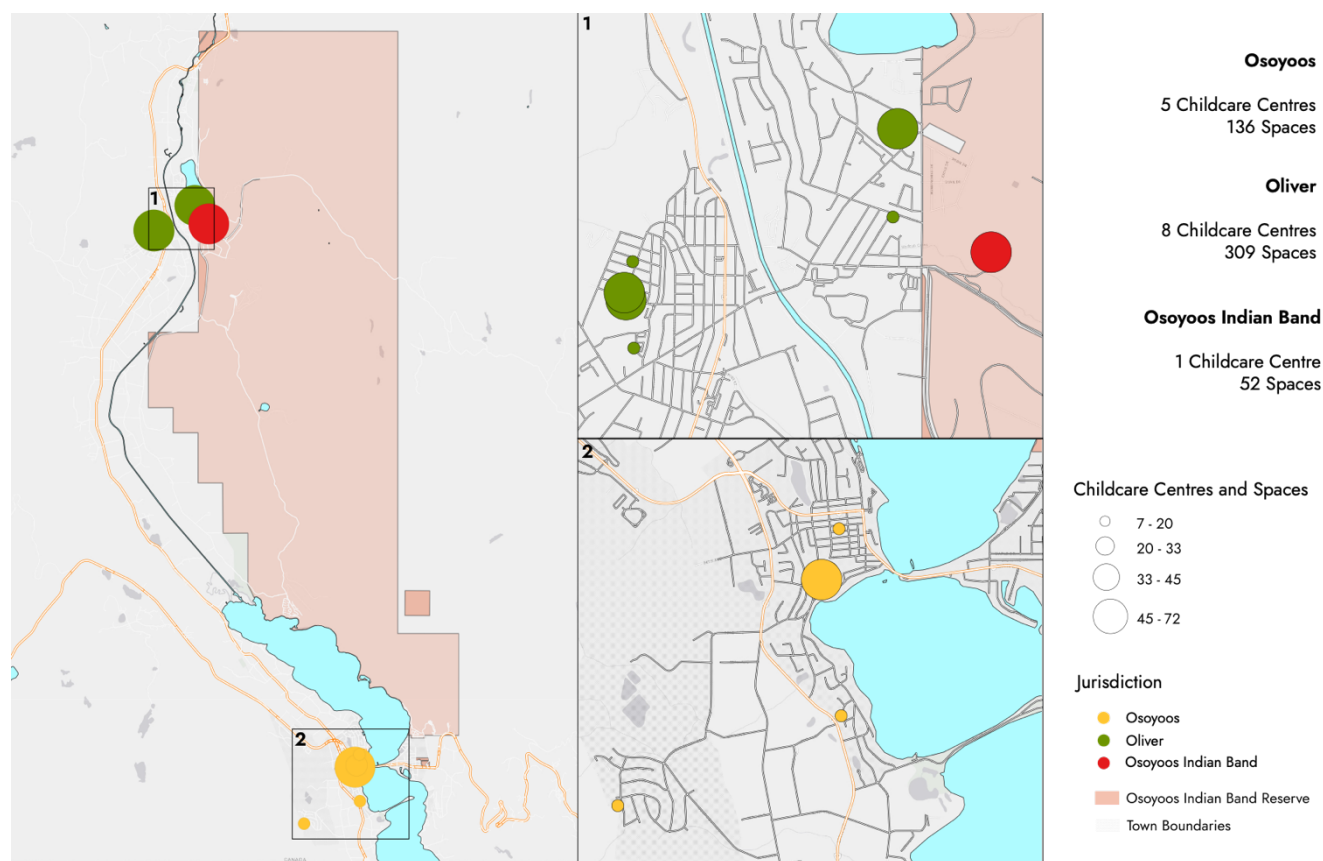 1
2
1
2
Osoyoos
5 Childcare Centres
136 Spaces
Oliver
8 Childcare Centres
309 Spaces
Osoyoos Indian Band
1 Childcare Centre
52 Spaces
Childcare Centres and Spaces
7 - 20
20 - 33
33 - 45
45 - 72
Jurisdiction
Osoyoos
Oliver
Osoyoos Indian Band
Osoyoos Indian Band Reserve
Town Boundaries
CANADA